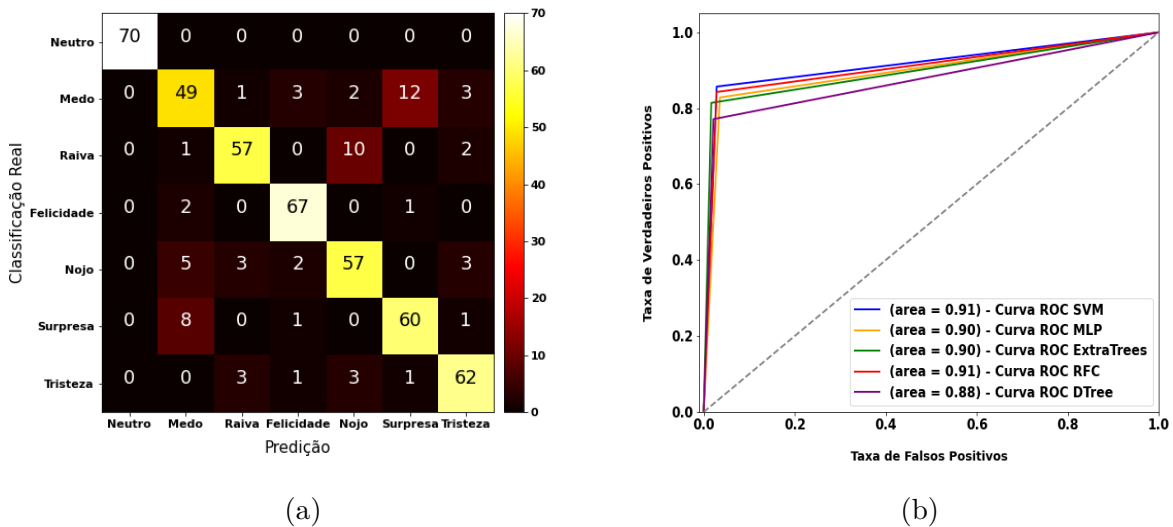 Classificação Real
Neutro 70 0 0 0 0 0 0
Medo 0 49 1 3 2 12 3
Raiva 0 1 57 0 10 0 2
Felicidade 0 2 0 67 0 1 0
Nojo 0 5 3 2 57 0 3
Surpresa 0 8 0 1 0 60 1
Tristeza 0 0 3 1 3 1 62
Neutro Medo Raiva Felicidade Nojo Surpresa Tristeza
Predição
70
60
50
40
30
20
10
0
(a)
Taxa de Verdadeiros Positivos
1.0
0.8
0.6
0.4
0.2
0.0
(area = 0.91) - Curva ROC SVM
(area = 0.90) - Curva ROC MLP
(area = 0.90) - Curva ROC ExtraTrees
(area = 0.91) - Curva ROC RFC
(area = 0.88) - Curva ROC DTree
0.0 0.2 0.4 0.6 0.8 1.0
Taxa de Falsos Positivos
(b)